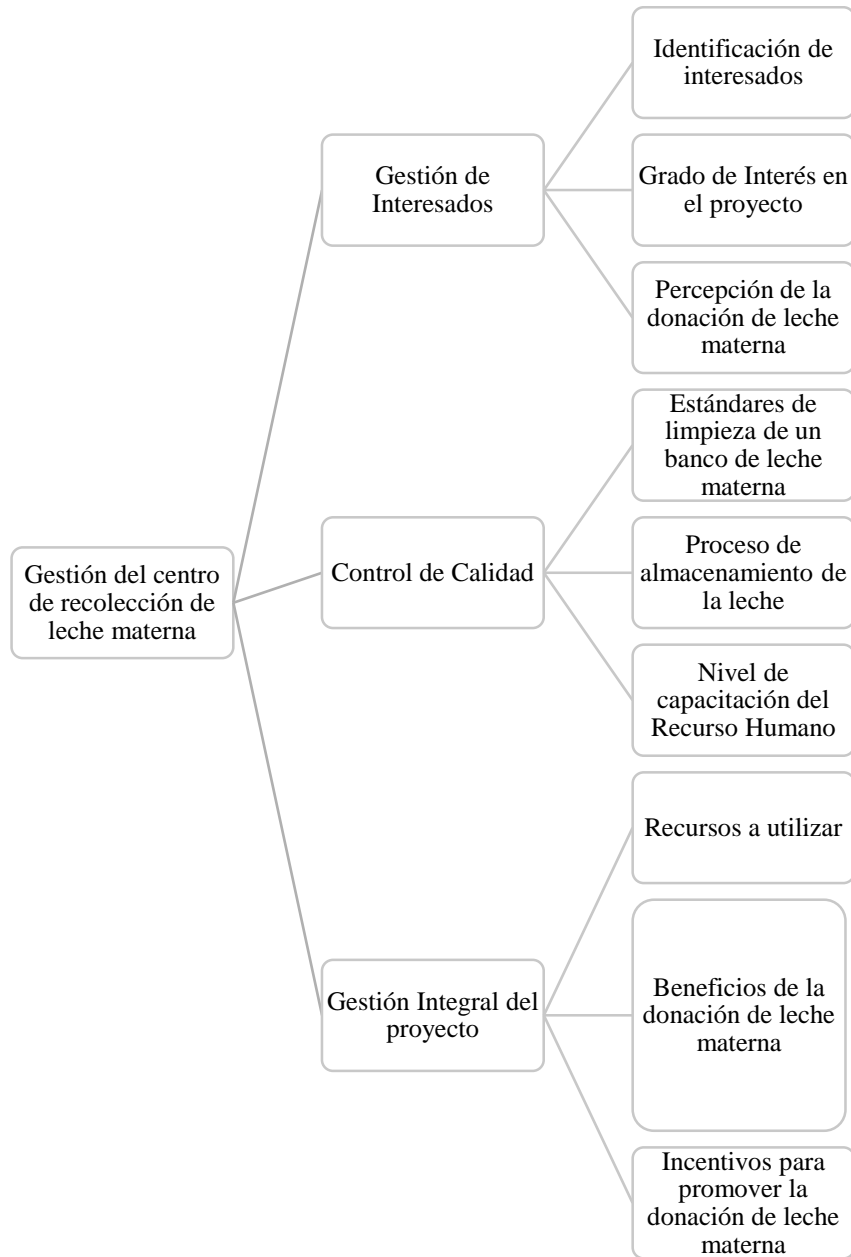 Gestión del centro
de recolección de
leche materna
Gestión de
Interesados
Identificación de
interesados
Grado de Interés en
el proyecto
Percepción de la
donación de leche
materna
Control de Calidad
Estándares de
limpieza de un
banco de leche
materna
Proceso de
almacenamiento de
la leche
Nivel de
capacitación del
Recurso Humano
Gestión Integral del
proyecto
Recursos a utilizar
Beneficios de la
donación de leche
materna
Incentivos para
promover la
donación de leche
materna